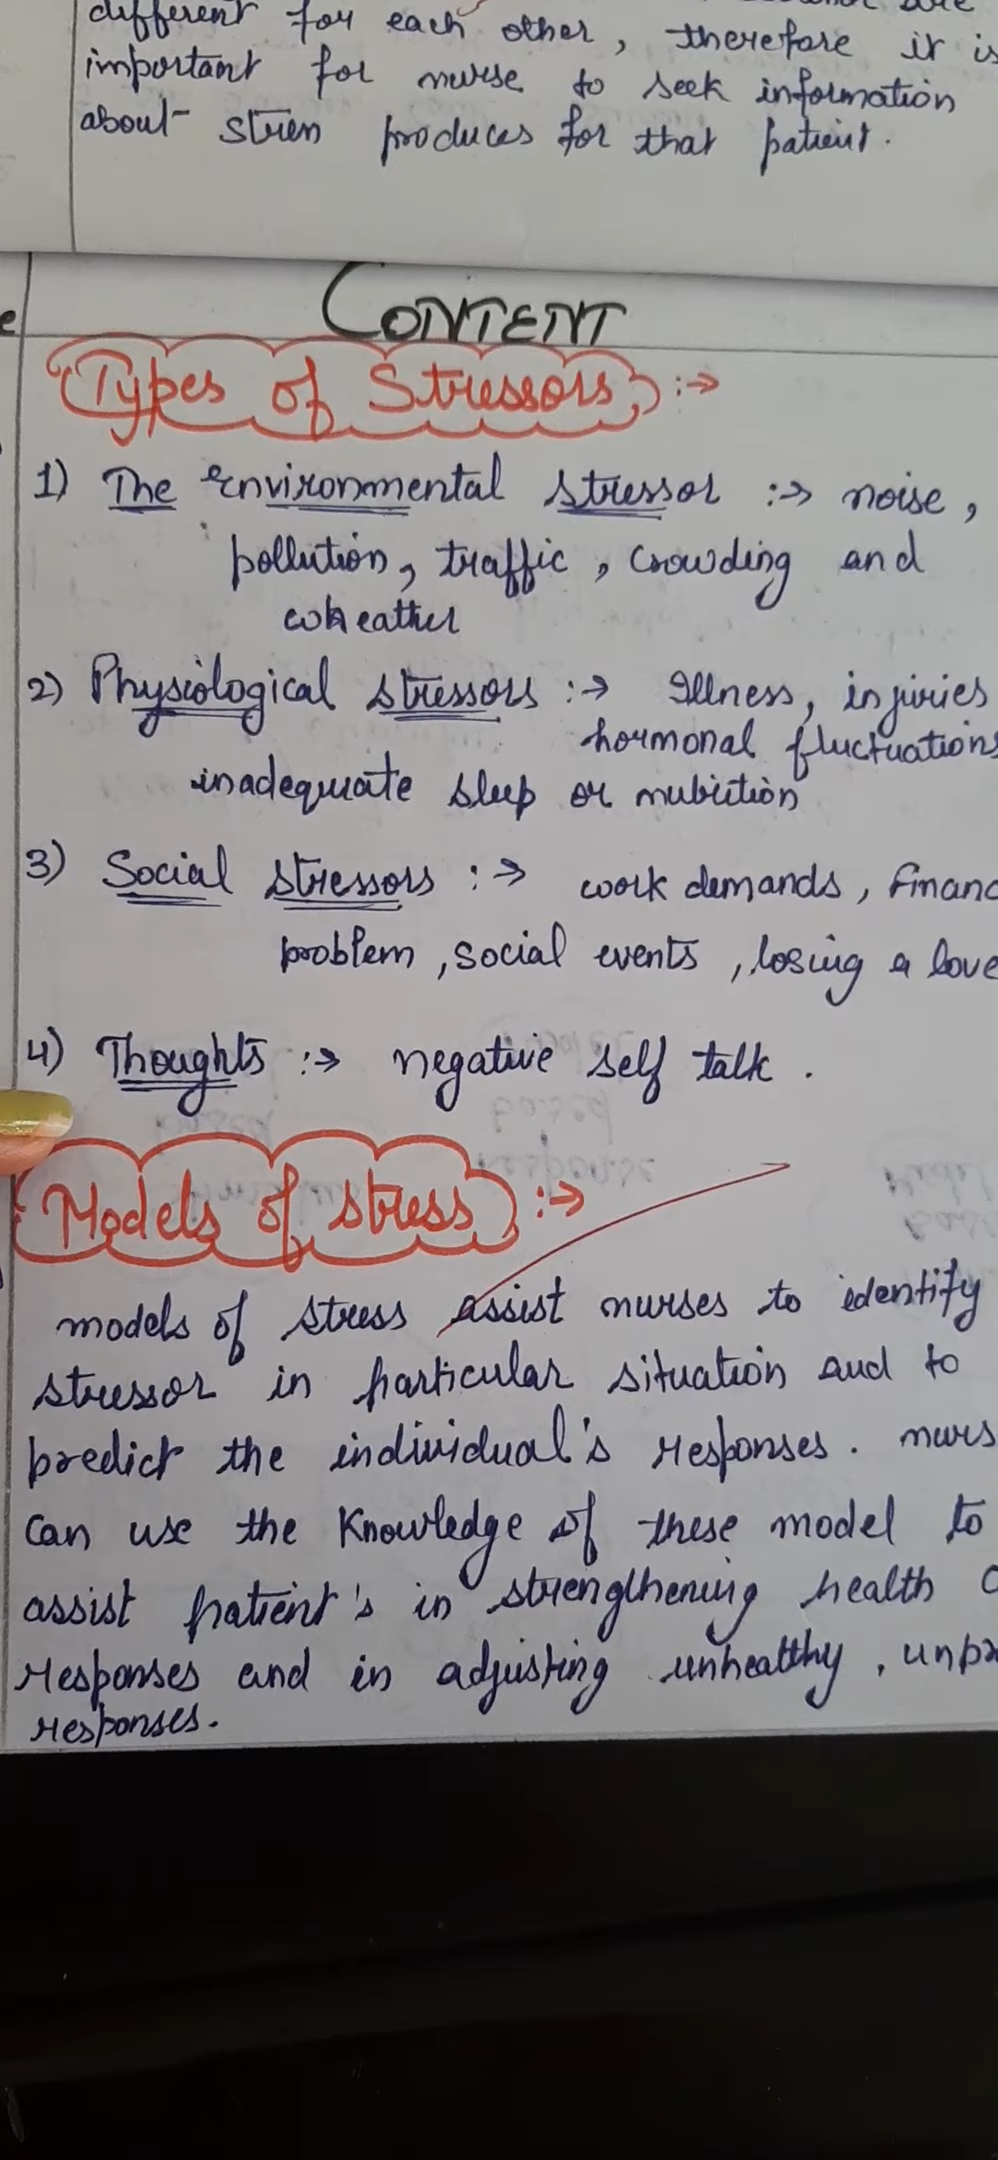 different for each other, therefore it is
important for nurse to seek information
about stress produces for that patient.
CONTENT
Types of Stressors :→
1) The environmental stressor :→ noise,
pollution, traffic, crowding and
wheather
2) Physiological stressors :→ Illness, injuries
hormonal fluctuations
inadequate sleep or nutrition
3) Social stressors :→ work demands, Financ
problem, social events, losing a love
4) Thoughts :→ negative self talk.
Models of stress :→
models of stress assist nurses to identify
stressor in particular situation and to
predict the individual's responses. nurs
can use the knowledge of these model to
assist patient's in strengthening health
responses and in adjusting unhealthy, unpr
responses.